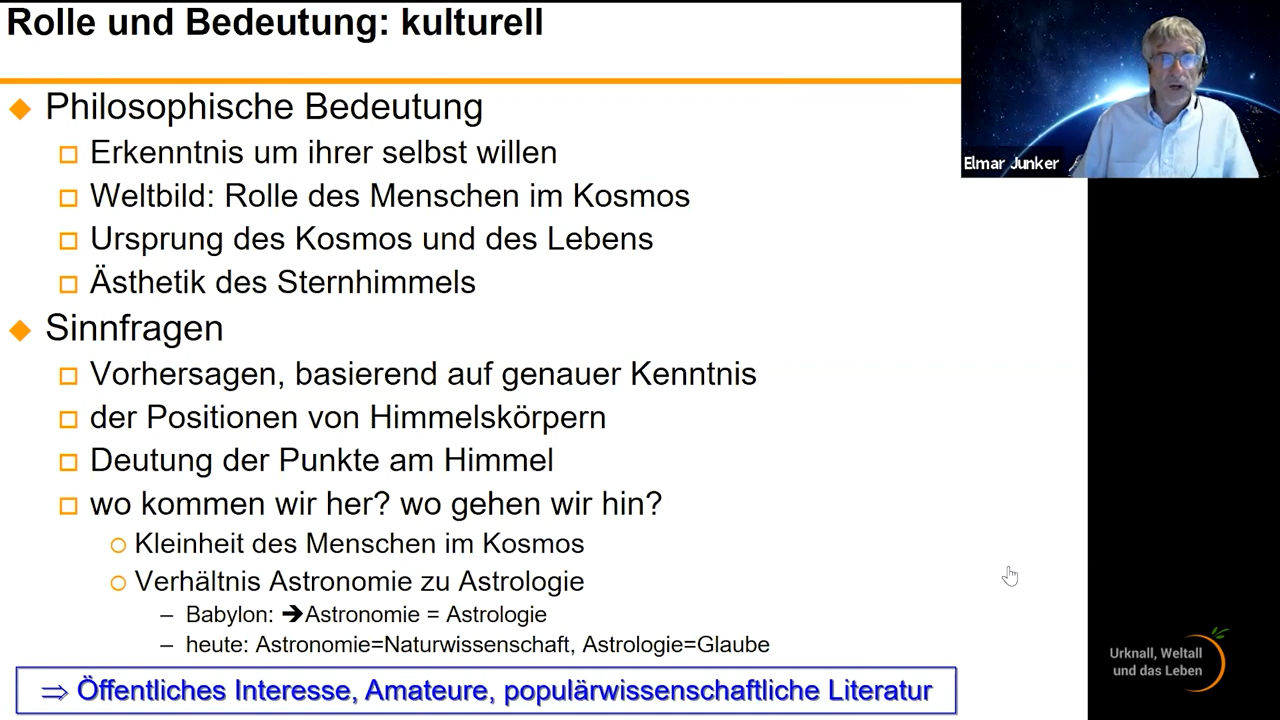 Rolle und Bedeutung: kulturell
Philosophische Bedeutung
Erkenntnis um ihrer selbst willen
Weltbild: Rolle des Menschen im Kosmos
Ursprung des Kosmos und des Lebens
Ästhetik des Sternhimmels
Sinnfragen
Vorhersagen, basierend auf genauer Kenntnis
der Positionen von Himmelskörpern
Deutung der Punkte am Himmel
wo kommen wir her? wo gehen wir hin?
Kleinheit des Menschen im Kosmos
Verhältnis Astronomie zu Astrologie
– Babylon: ➔Astronomie = Astrologie
– heute: Astronomie=Naturwissenschaft, Astrologie=Glaube
⇒ Öffentliches Interesse, Amateure, populärwissenschaftliche Literatur
Elmar Junker
Urknall, Weltall
und das Leben